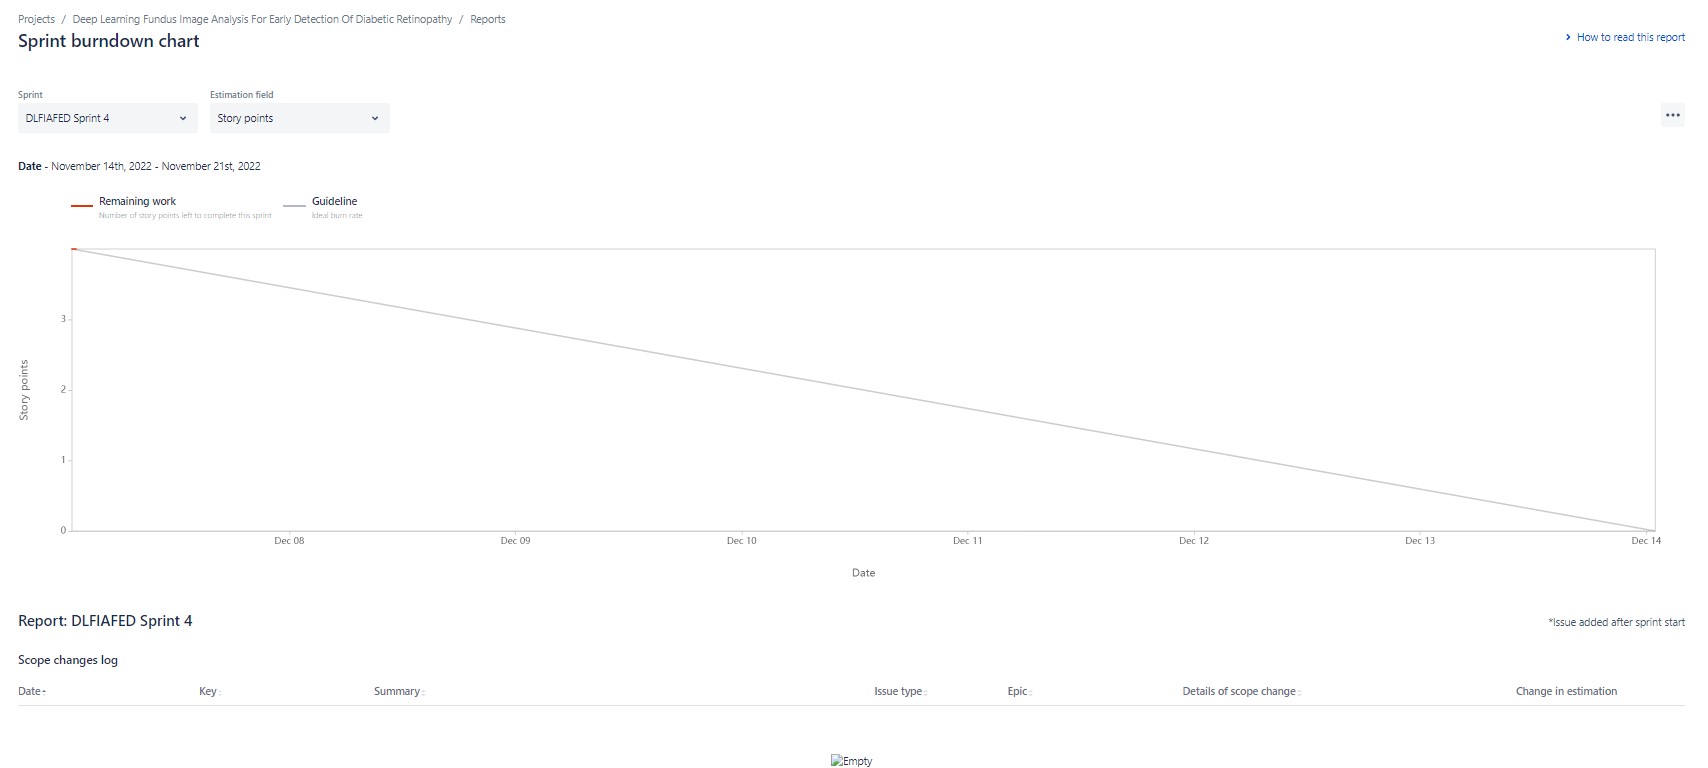 Projects / Deep Learning Fundus Image Analysis For Early Detection Of Diabetic Retinopathy / Reports
Sprint burndown chart
How to read this report
Sprint
Estimation field
DLFIAFED Sprint 4
Story points
Date - November 14th, 2022 - November 21st, 2022
Remaining work
Number of story points left to complete this sprint
Guideline
Ideal burn rate
Story points
3
2
1
0
Dec 08 Dec 09 Dec 10 Dec 11 Dec 12 Dec 13 Dec 14
Date
Report: DLFIAFED Sprint 4
*Issue added after sprint start
Scope changes log
Date Key Summary Issue type Epic Details of scope change Change in estimation
Empty